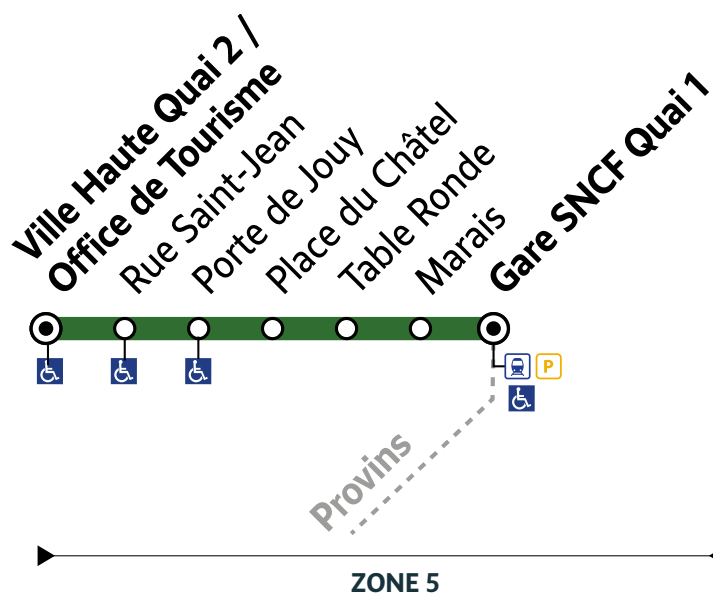 Ville Haute Quai 2 /
Office de Tourisme
Rue Saint-Jean
Porte de Jouy
Place du Châtel
Table Ronde
Marais
Gare SNCF Quai 1
P
Provins
ZONE 5